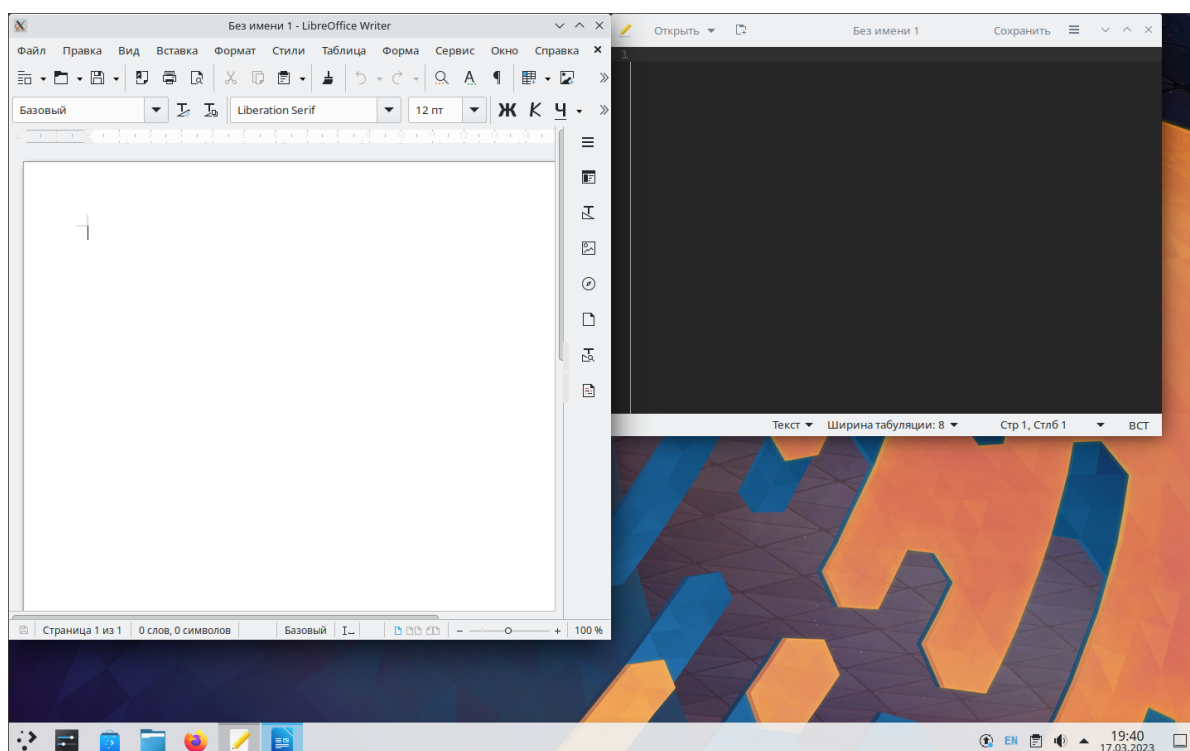 Без имени 1 - LibreOffice Writer
Файл Правка Вид Вставка Формат Стили Таблица Форма Сервис Окно Справка
Базовый Liberation Serif 12 пт Ж К Ч
Страница 1 из 1 0 слов, 0 символов Базовый 100 %
Открыть Без имени 1 Сохранить
1
Текст Ширина табуляции: 8 Стр 1, Стлб 1 ВСТ
EN 19:40
17.03.2023